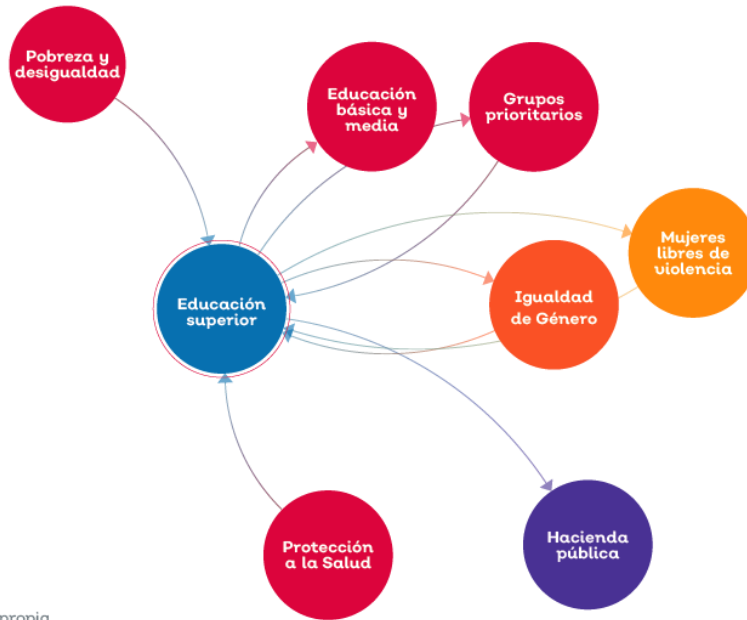 Pobreza y
desigualdad
Educación
básica y
media
Grupos
prioritarios
Mujeres
libres de
violencia
Educación
superior
Igualdad
de Género
Protección
a la Salud
Hacienda
pública
propia